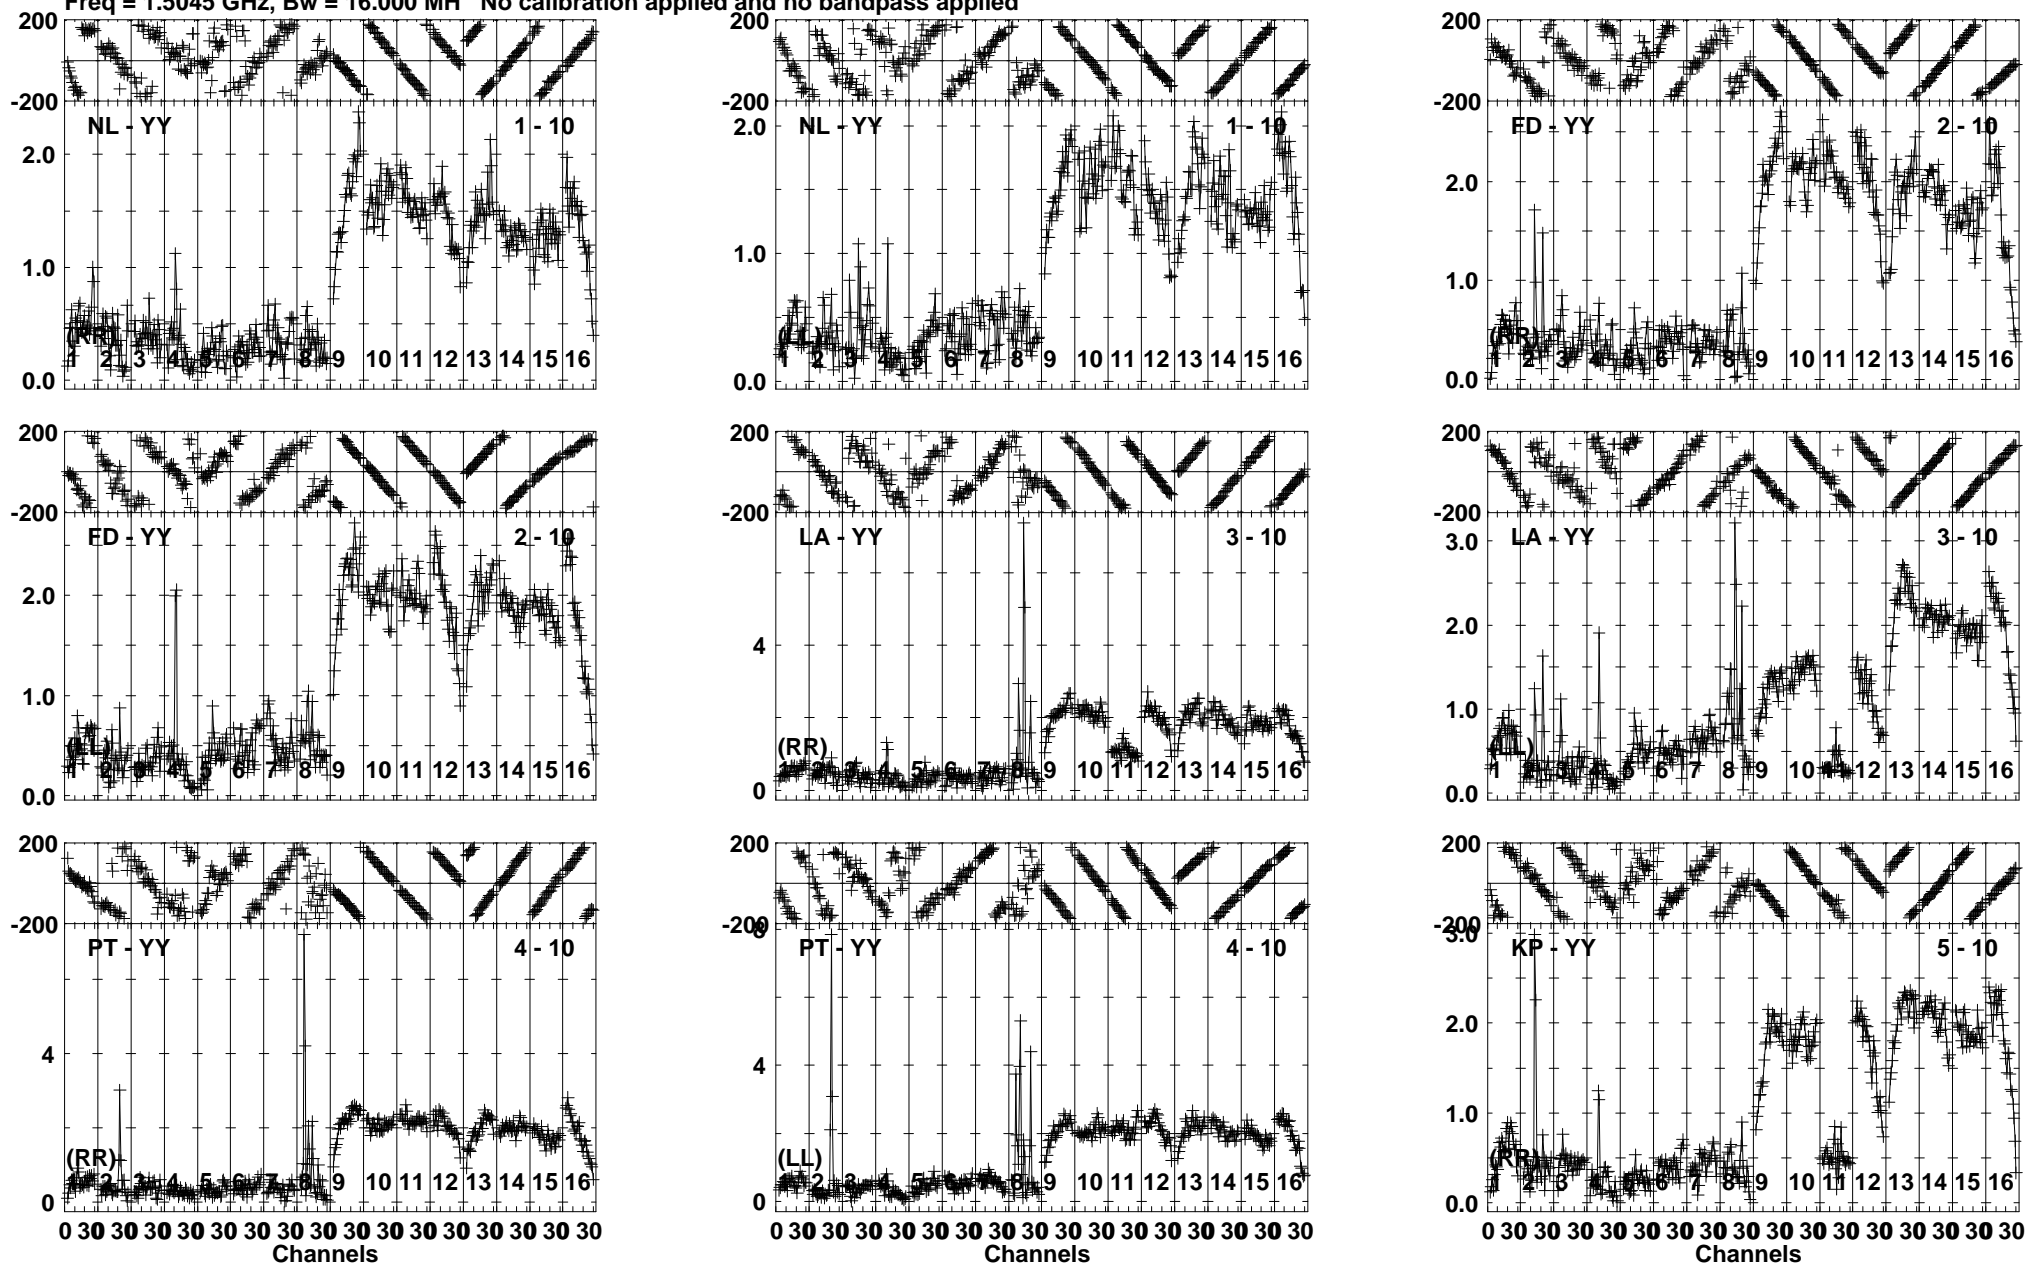 Freq = 1.5045 GHz, Bw = 16.000 MH No calibration applied and no bandpass applied
200 200 200
-200 -200 -200
NL - YY 1 - 10 NL - YY 1 - 10 FD - YY 2 - 10
2.0 2.0 2.0
1.0 1.0 1.0
(RR) (LL) (RR)
1 2 3 4 5 6 7 8 9 10 11 12 13 14 15 16 1 2 3 4 5 6 7 8 9 10 11 12 13 14 15 16 1 2 3 4 5 6 7 8 9 10 11 12 13 14 15 16
0.0 0.0 0.0
200 200 200
-200 -200 -200
FD - YY 2 - 10 LA - YY 3 - 10 LA - YY 3 - 10
3.0
2.0 4 2.0
1.0 1.0
(LL) (RR) (LL)
1 2 3 4 5 6 7 8 9 10 11 12 13 14 15 16 1 2 3 4 5 6 7 8 9 10 11 12 13 14 15 16 1 2 3 4 5 6 7 8 9 10 11 12 13 14 15 16
0.0 0 0.0
200 200 200
-200 -200 -200
8 3.0
PT - YY 4 - 10 PT - YY 4 - 10 KP - YY 5 - 10
4 4 2.0
1.0
(RR) (LL) (RR)
1 2 3 4 5 6 7 8 9 10 11 12 13 14 15 16 1 2 3 4 5 6 7 8 9 10 11 12 13 14 15 16 1 2 3 4 5 6 7 8 9 10 11 12 13 14 15 16
0 0 0.0
0 30 30 30 30 30 30 30 30 30 30 30 30 30 30 30 30 0 30 30 30 30 30 30 30 30 30 30 30 30 30 30 30 30 0 30 30 30 30 30 30 30 30 30 30 30 30 30 30 30 30
Channels Channels Channels